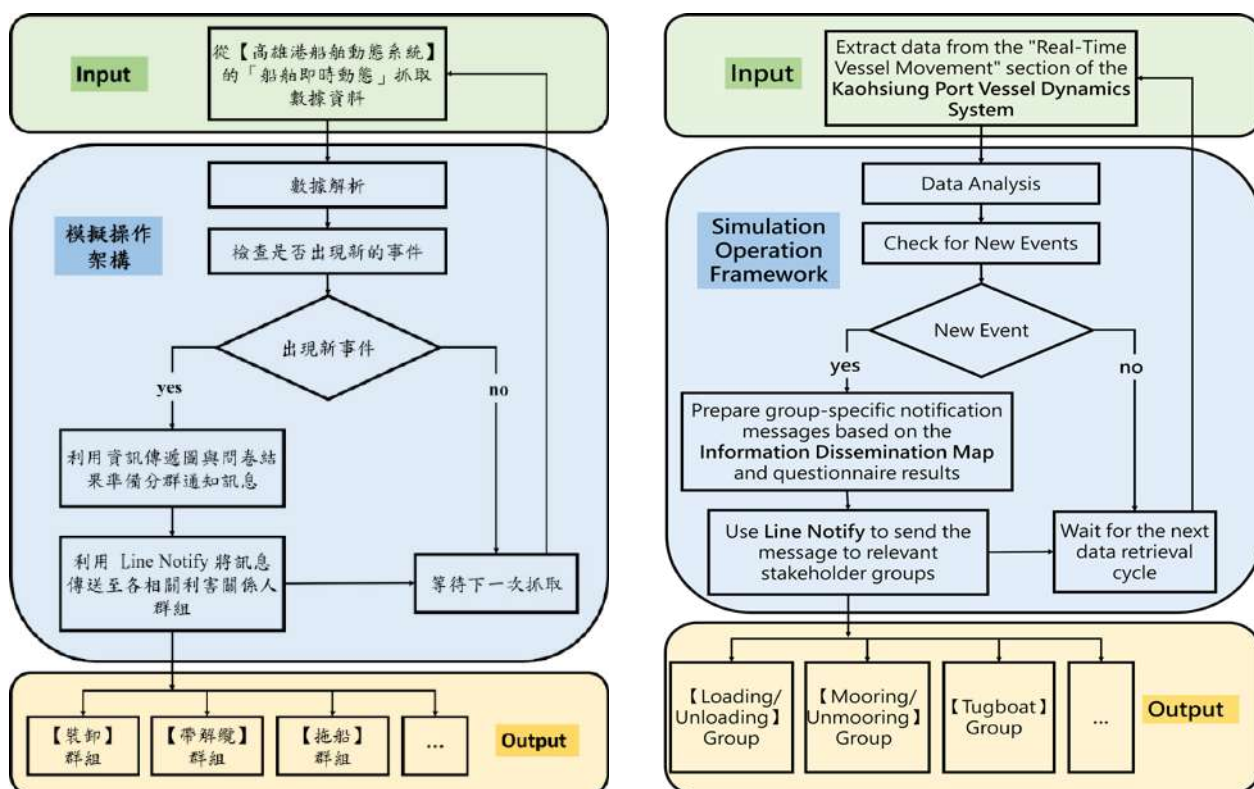 Input
從【高雄港船舶動態系統】
的「船舶即時動態」抓取
數據資料
模擬操作
架構
數據解析
檢查是否出現新的事件
出現新事件
yes
no
利用資訊傳遞圖與問卷結
果準備分群通知訊息
利用 Line Notify 將訊息
傳送至各相關利害關係人
群組
等待下一次抓取
【裝卸】
群組
【帶解纜】
群組
【拖船】
群組
...
Output
Input
Extract data from the "Real-Time
Vessel Movement" section of the
Kaohsiung Port Vessel Dynamics
System
Simulation
Operation
Framework
Data Analysis
Check for New Events
New Event
yes
no
Prepare group-specific notification
messages based on the
Information Dissemination Map
and questionnaire results
Use Line Notify to send the
message to relevant
stakeholder groups
Wait for the next
data retrieval
cycle
【Loading/
Unloading】
Group
【Mooring/
Unmooring】
Group
【Tugboat】
Group
...
Output